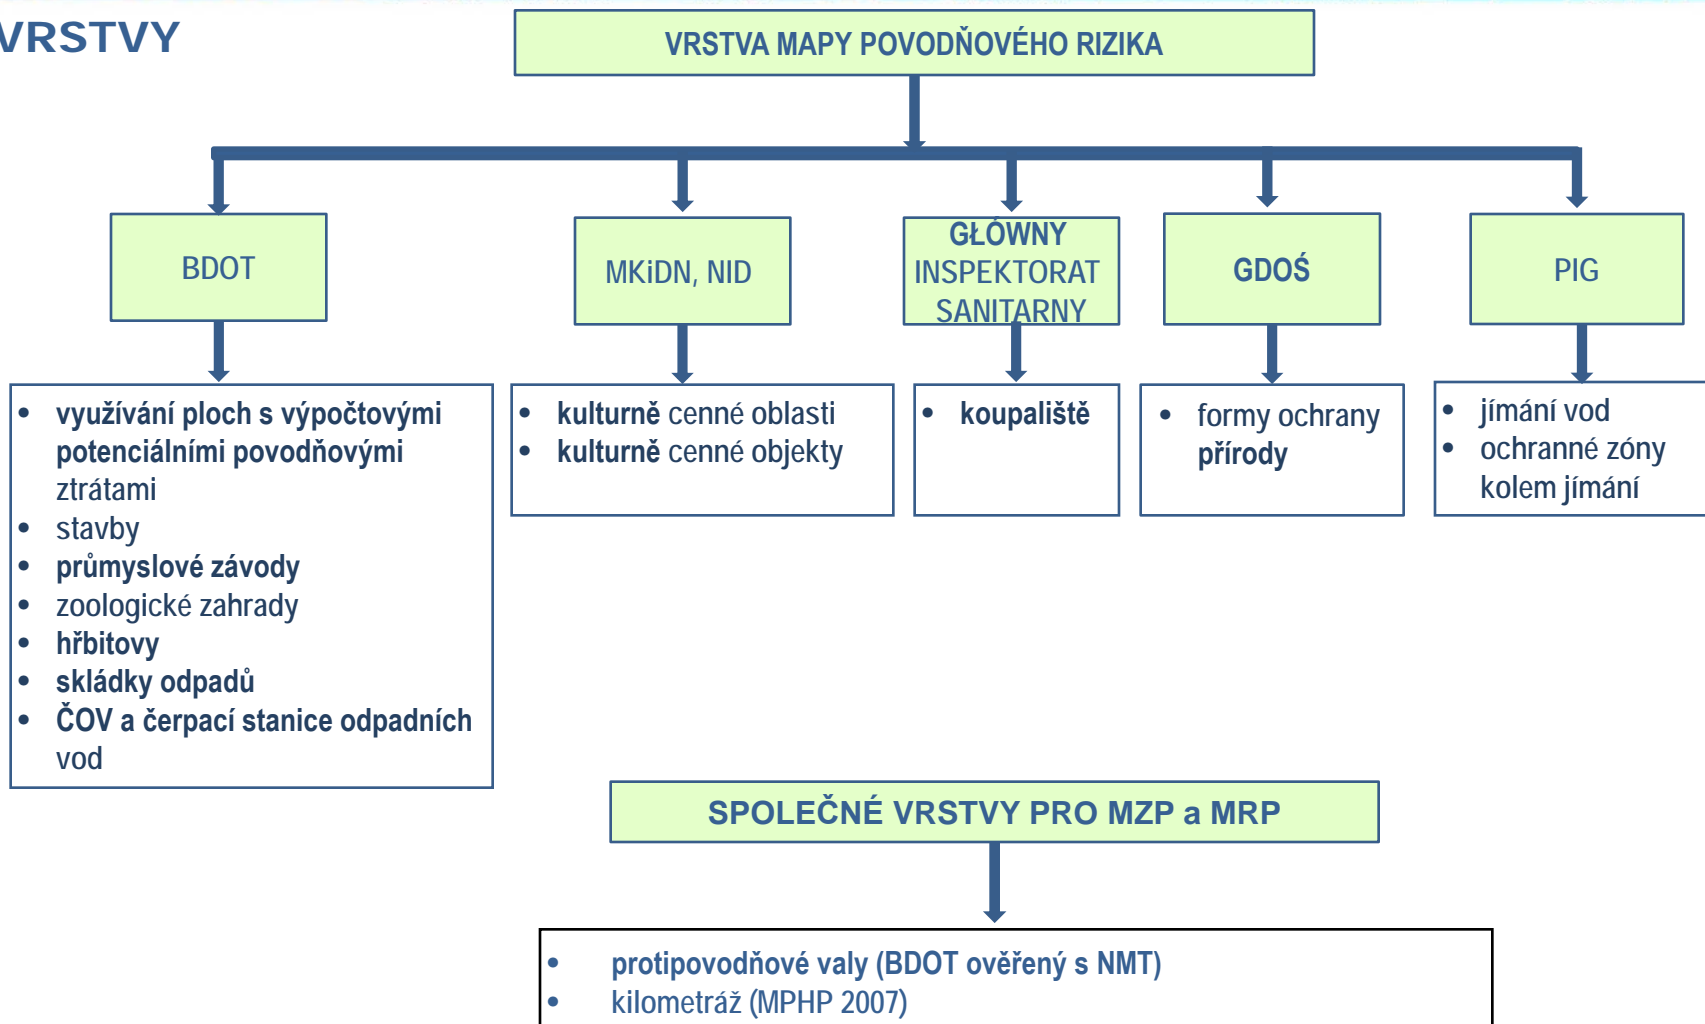 VRSTVY
VRSTVA MAPY POVODŇOVÉHO RIZIKA
BDOT
MKiDN, NID
GŁÓWNY
INSPEKTORAT
SANITARNY
GDOŚ
PIG
• využívání ploch s výpočtovými
potenciálními povodňovými
ztrátami
• stavby
• průmyslové závody
• zoologické zahrady
• hřbitovy
• skládky odpadů
• ČOV a čerpací stanice odpadních
vod
• kulturně cenné oblasti
• kulturně cenné objekty
• koupaliště
• formy ochrany
přírody
• jímání vod
• ochranné zóny
kolem jímání
SPOLEČNÉ VRSTVY PRO MZP a MRP
• protipovodňové valy (BDOT ověřený s NMT)
• kilometráž (MPHP 2007)